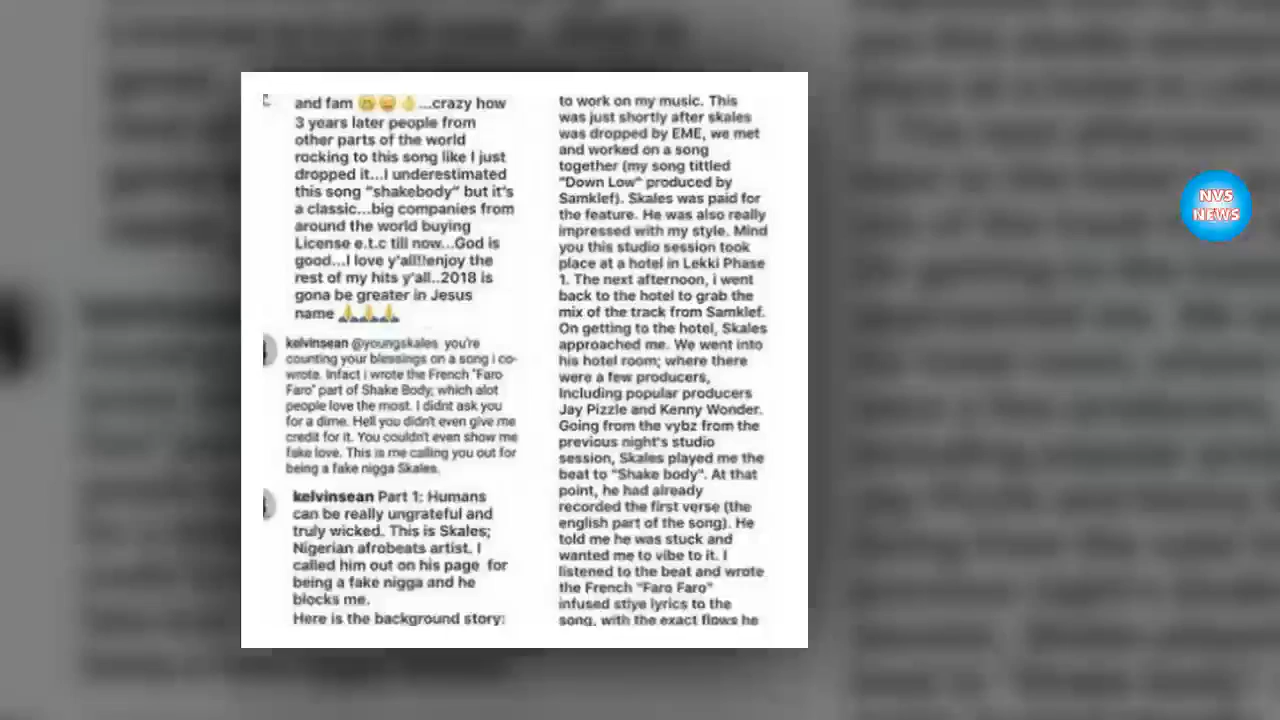 and fam 😁😄👌...crazy how
3 years later people from
other parts of the world
rocking to this song like I just
dropped it...I underestimated
this song "shakebody" but it's
a classic...big companies from
around the world buying
License e.t.c till now...God is
good...I love y'all!!enjoy the
rest of my hits y'all..2018 is
gona be greater in Jesus
name 🙏🙏🙏
kelvinsean @youngskales you're
counting your blessings on a song i co-
wrote. Infact i wrote the French "Faro
Faro" part of Shake Body, which alot
people love the most. I didnt ask you
for a dime. Hell you didn't even give me
credit for it. You couldn't even show me
fake love. This is me calling you out for
being a fake nigga Skales.
kelvinsean Part 1: Humans
can be really ungrateful and
truly wicked. This is Skales;
Nigerian afrobeats artist. I
called him out on his page for
being a fake nigga and he
blocks me.
Here is the background story:
to work on my music. This
was just shortly after skales
was dropped by EME, we met
and worked on a song
together (my song tittled
"Down Low" produced by
Samklef). Skales was paid for
the feature. He was also really
impressed with my style. Mind
you this studio session took
place at a hotel in Lekki Phase
1. The next afternoon, i went
back to the hotel to grab the
mix of the track from Samklef.
On getting to the hotel, Skales
approached me. We went into
his hotel room; where there
were a few producers,
Including popular producers
Jay Pizzle and Kenny Wonder.
Going from the vybz from the
previous night's studio
session, Skales played me the
beat to "Shake body". At that
point, he had already
recorded the first verse (the
english part of the song). He
told me he was stuck and
wanted me to vibe to it. I
listened to the beat and wrote
the French "Faro Faro"
infused stlye lyrics to the
song, with the exact flows he
NVS
NEWS